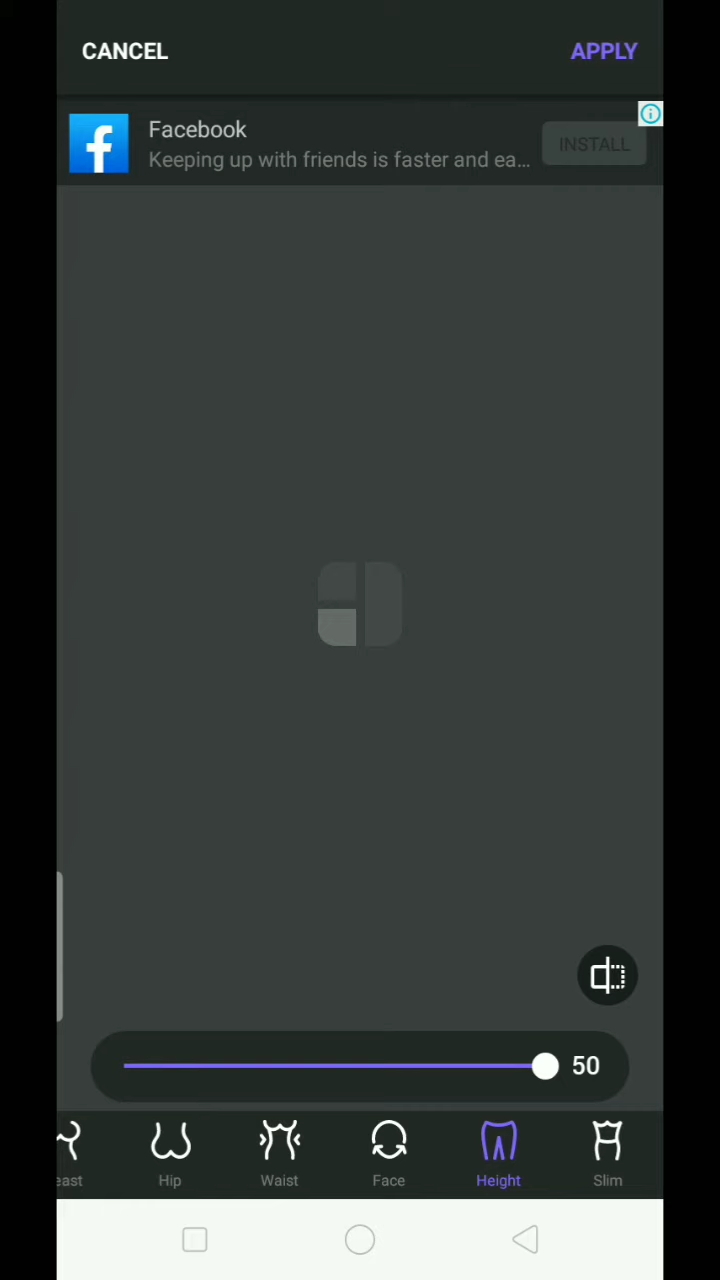 CANCEL
APPLY
Facebook
Keeping up with friends is faster and ea...
INSTALL
50
east
Hip
Waist
Face
Height
Slim